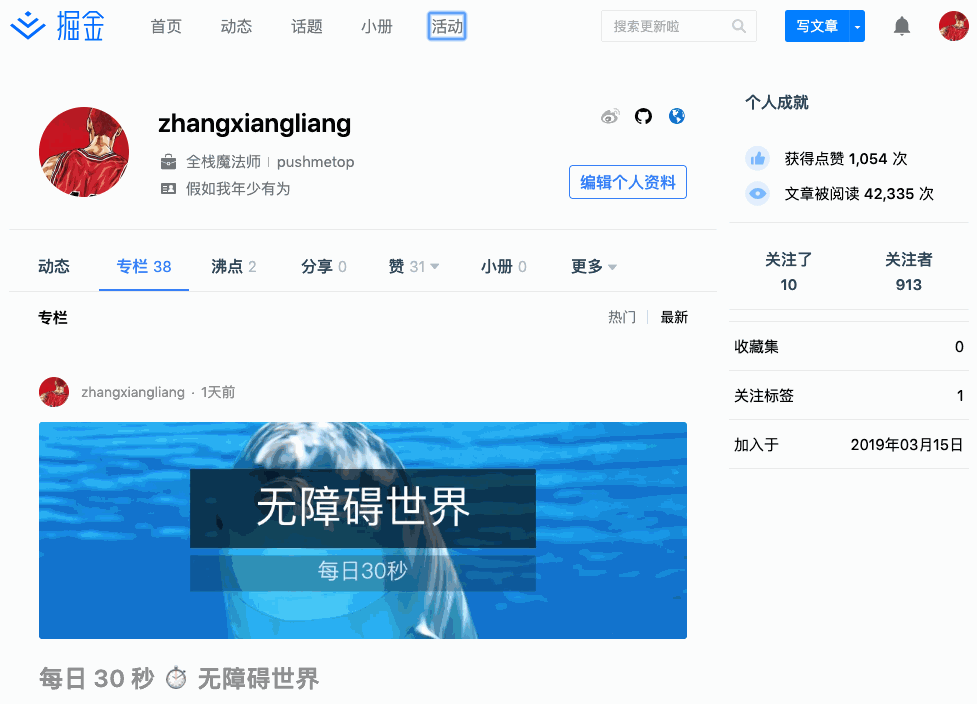 掘金 首页 动态 话题 小册 活动 搜索更新啦 写文章
zhangxiangliang
全栈魔法师 | pushmetop
假如我年少有为
编辑个人资料
个人成就
获得点赞 1,054 次
文章被阅读 42,335 次
关注了 关注者
10 913
收藏集 0
关注标签 1
加入于 2019年03月15日
动态 专栏 38 沸点 2 分享 0 赞 31 小册 0 更多
专栏 热门 | 最新
zhangxiangliang · 1天前
无障碍世界
每日30秒
每日 30 秒 ⏱ 无障碍世界